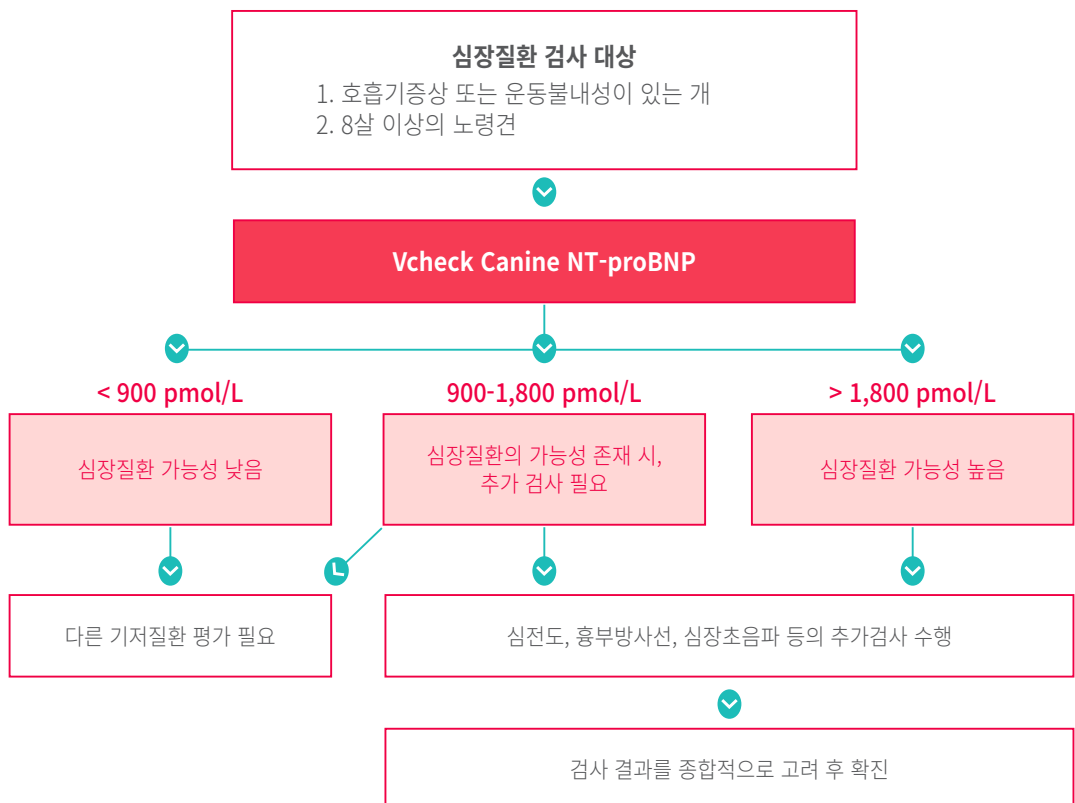 심장질환 검사 대상
1. 호흡기증상 또는 운동불내성이 있는 개
2. 8살 이상의 노령견
Vcheck Canine NT-proBNP
< 900 pmol/L
900-1,800 pmol/L
> 1,800 pmol/L
심장질환 가능성 낮음
심장질환의 가능성 존재 시,
추가 검사 필요
심장질환 가능성 높음
다른 기저질환 평가 필요
심전도, 흉부방사선, 심장초음파 등의 추가검사 수행
검사 결과를 종합적으로 고려 후 확진